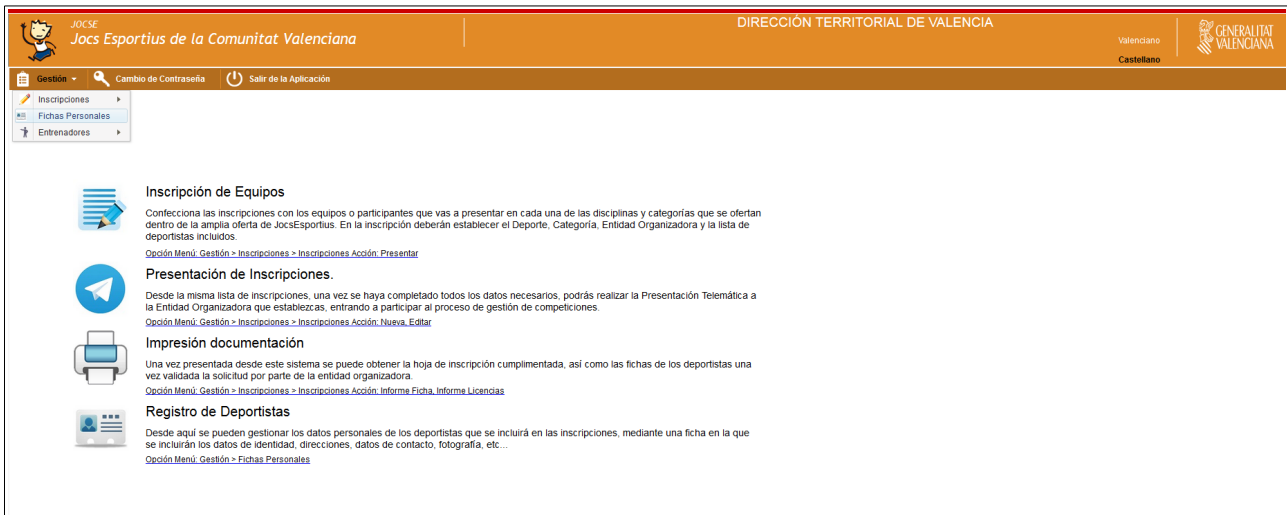 JOCSE
Jocs Esportius de la Comunitat Valenciana
DIRECCIÓN TERRITORIAL DE VALENCIA
Valenciano
Castellano
GENERALITAT
VALENCIANA
Gestión
Cambio de Contraseña
Salir de la Aplicación
Inscripciones
Fichas Personales
Entrenadores
Inscripción de Equipos
Confecciona las inscripciones con los equipos o participantes que vas a presentar en cada una de las disciplinas y categorías que se ofertan
dentro de la amplia oferta de JocsEsportius. En la inscripción deberán establecer el Deporte, Categoría, Entidad Organizadora y la lista de
deportistas incluidos.
Opción Menú: Gestión > Inscripciones > Inscripciones Acción: Presentar
Presentación de Inscripciones.
Desde la misma lista de inscripciones, una vez se haya completado todos los datos necesarios, podrás realizar la Presentación Telemática a
la Entidad Organizadora que establezcas, entrando a participar al proceso de gestión de competiciones.
Opción Menú: Gestión > Inscripciones > Inscripciones Acción: Nueva, Editar
Impresión documentación
Una vez presentada desde este sistema se puede obtener la hoja de inscripción cumplimentada, así como las fichas de los deportistas una
vez validada la solicitud por parte de la entidad organizadora.
Opción Menú: Gestión > Inscripciones > Inscripciones Acción: Informe Ficha, Informe Licencias
Registro de Deportistas
Desde aquí se pueden gestionar los datos personales de los deportistas que se incluirá en las inscripciones, mediante una ficha en la que
se incluirán los datos de identidad, direcciones, datos de contacto, fotografía, etc...
Opción Menú: Gestión > Fichas Personales